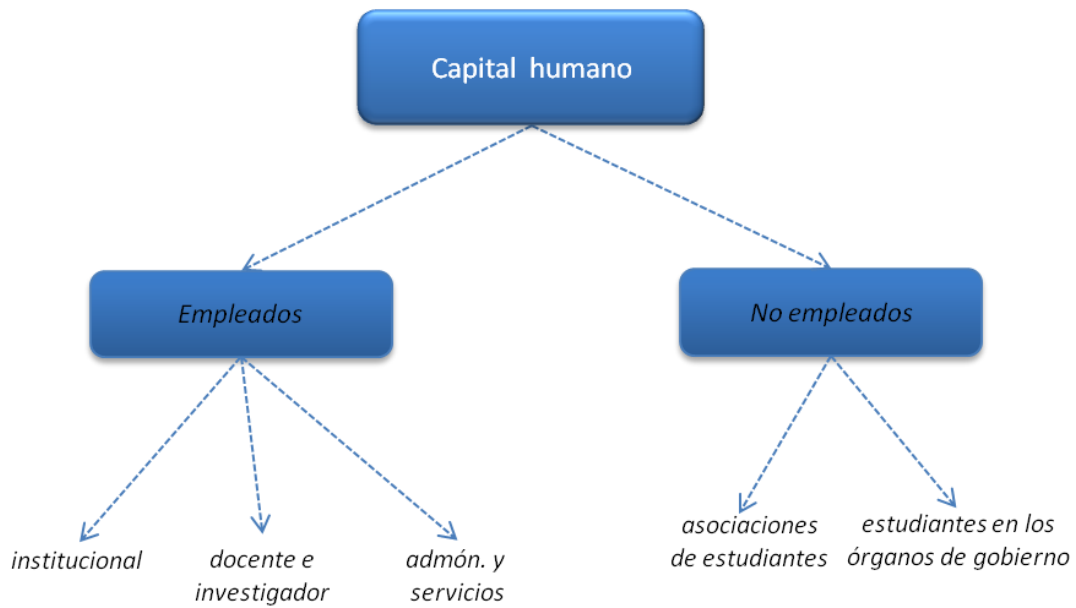 Capital humano
Empleados
No empleados
institucional
docente e
investigador
admón. y
servicios
asociaciones
de estudiantes
estudiantes en los
órganos de gobierno